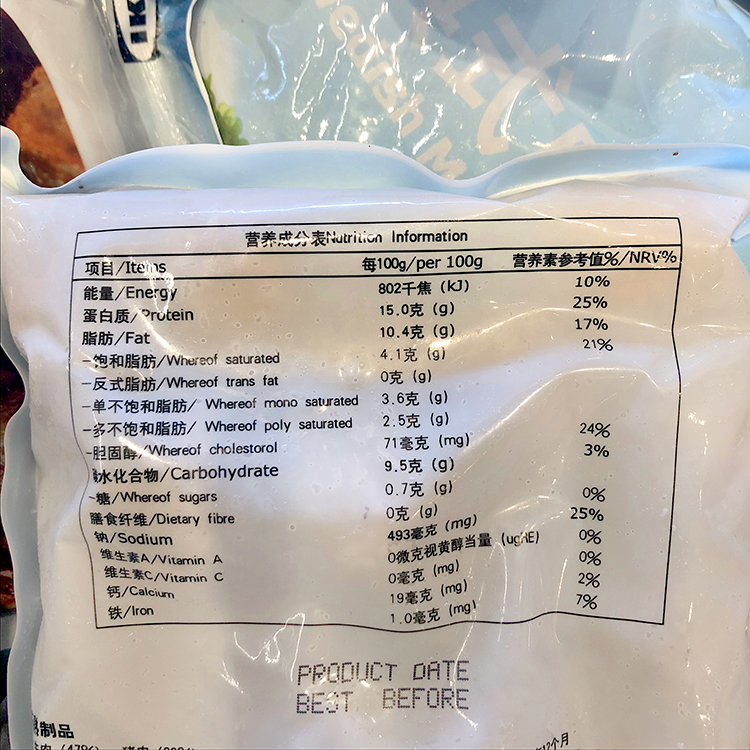 IK
营养成分表Nutrition Information
项目/Items 每100g/per 100g 营养素参考值%/NRV%
能量/Energy 802千焦 (kJ) 10%
蛋白质/Protein 15.0克 (g) 25%
脂肪/Fat 10.4克 (g) 17%
-饱和脂肪/Whereof saturated 4.1克 (g) 21%
-反式脂肪/Whereof trans fat 0克 (g)
-单不饱和脂肪/ Whereof mono saturated 3.6克 (g)
-多不饱和脂肪/ Whereof poly saturated 2.5克 (g)
-胆固醇/Whereof cholesterol 71毫克 (mg) 24%
水化合物/Carbohydrate 9.5克 (g) 3%
-糖/Whereof sugars 0.7克 (g)
膳食纤维/Dietary fibre 0克 (g) 0%
钠/Sodium 493毫克 (mg) 25%
维生素A/Vitamin A 0微克视黄醇当量 (ugRE) 0%
维生素C/Vitamin C 0毫克 (mg) 0%
钙/Calcium 19毫克 (mg) 2%
铁/Iron 1.0毫克 (mg) 7%
PRODUCT DATE
BEST BEFORE
制品
12个月